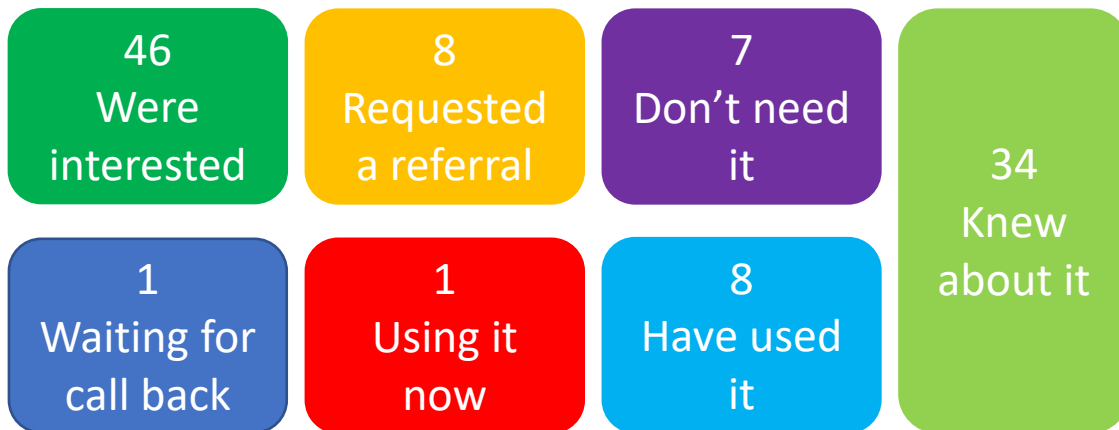 46
Were
interested
8
Requested
a referral
7
Don’t need
it
34
Knew
about it
1
Waiting for
call back
1
Using it
now
8
Have used
it